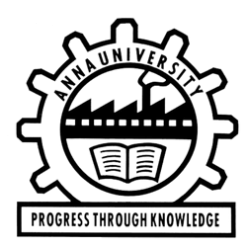 ANNA UNIVERSITY
PROGRESS THROUGH KNOWLEDGE